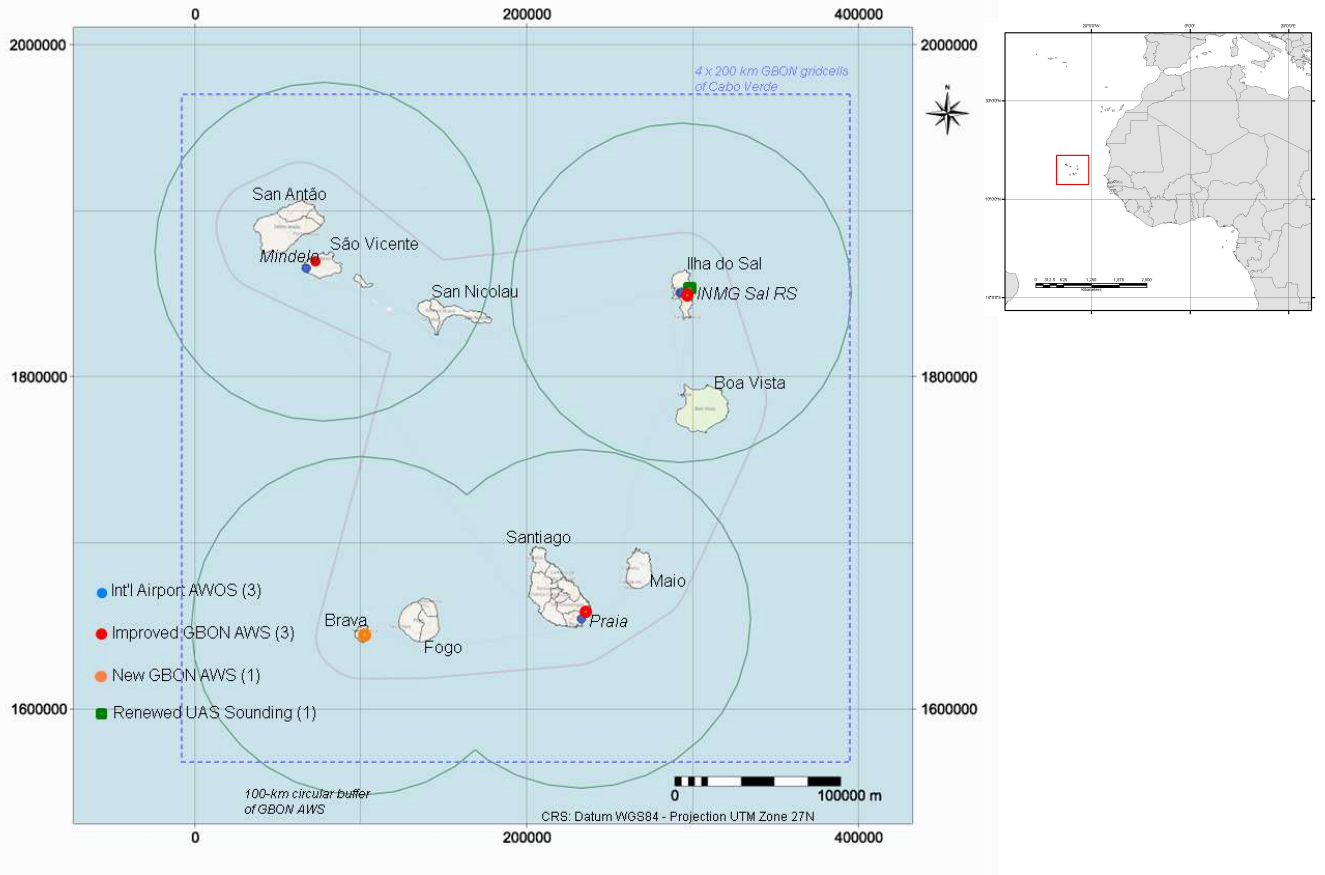 0
200000
400000
2000000
2000000
4 x 200 km GBON gridcells
of Cabo Verde
N
San Antão
São Vicente
Mindelo
San Nicolau
Ilha do Sal
INMG Sal RS
Boa Vista
1800000
1800000
Santiago
Maio
Praia
Brava
Fogo
Int'l Airport AWOS (3)
Improved GBON AWS (3)
New GBON AWS (1)
Renewed UAS Sounding (1)
1600000
1600000
100-km circular buffer
of GBON AWS
0
100000 m
CRS: Datum WGS84 - Projection UTM Zone 27N
0
200000
400000